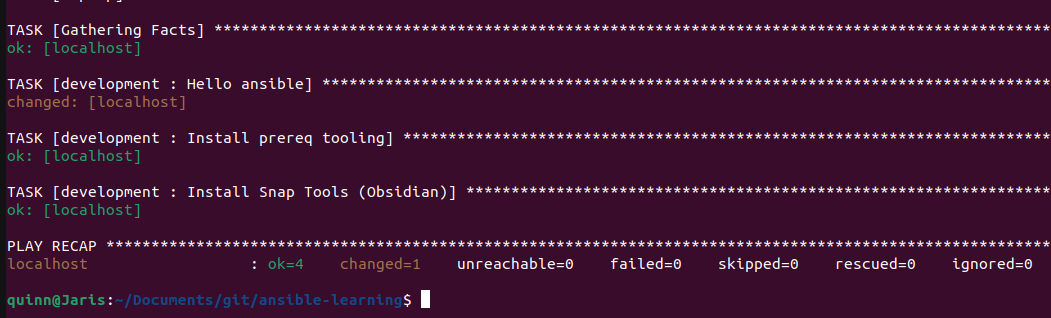 TASK [Gathering Facts] *********************************************************************************************
ok: [localhost]
TASK [development : Hello ansible] *********************************************************************************
changed: [localhost]
TASK [development : Install prereq tooling] ************************************************************************
ok: [localhost]
TASK [development : Install Snap Tools (Obsidian)] *****************************************************************
ok: [localhost]
PLAY RECAP *********************************************************************************************************
localhost                  : ok=4    changed=1    unreachable=0    failed=0    skipped=0    rescued=0    ignored=0
quinn@Jaris:~/Documents/git/ansible-learning$